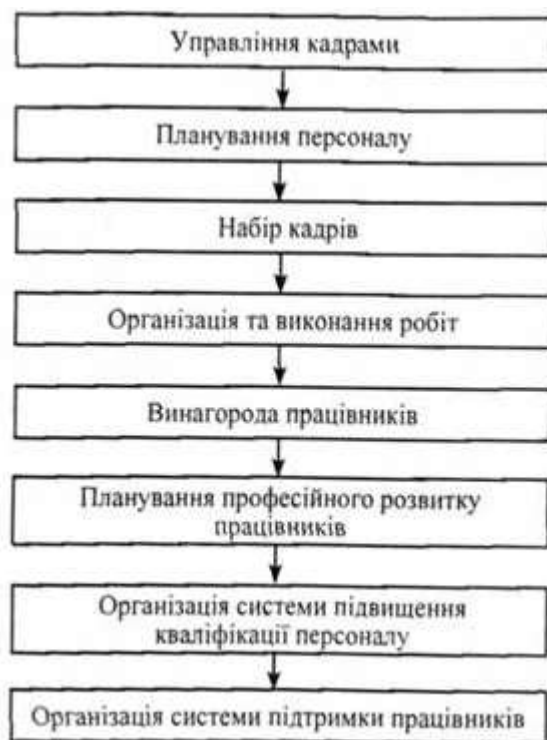 Управління кадрами
Планування персоналу
Набір кадрів
Організація та виконання робіт
Винагорода працівників
Планування професійного розвитку
працівників
Організація системи підвищення
кваліфікації персоналу
Організація системи підтримки працівників